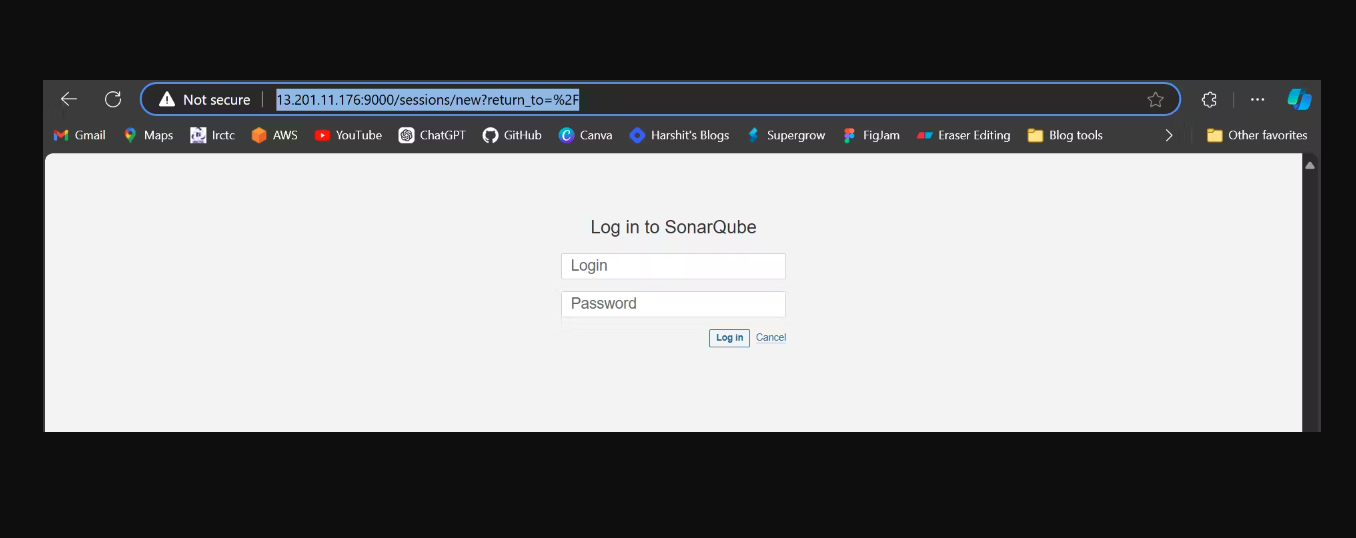 Not secure 13.201.11.176:9000/sessions/new?return_to=%2F
Gmail Maps Irctc AWS YouTube ChatGPT GitHub Canva Harshit's Blogs Supergrow FigJam Eraser Editing Blog tools Other favorites
Log in to SonarQube
Login
Password
Log in Cancel